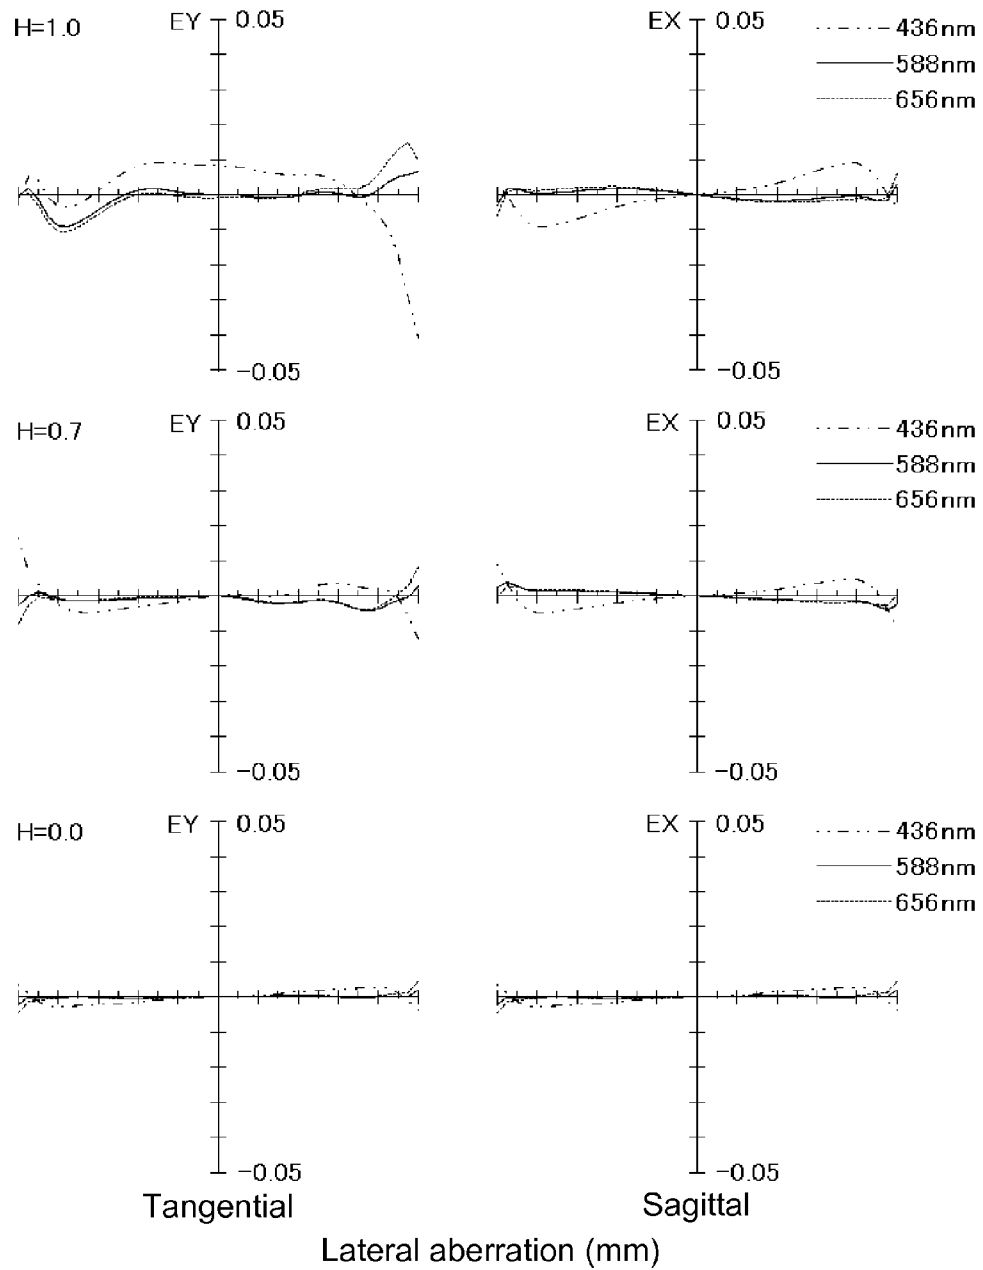 H=1.0 EY 0.05 EX 0.05 436nm
588nm
656nm
−0.05 −0.05
H=0.7 EY 0.05 EX 0.05 436nm
588nm
656nm
−0.05 −0.05
H=0.0 EY 0.05 EX 0.05 436nm
588nm
656nm
−0.05 −0.05
Tangential Sagittal
Lateral aberration (mm)